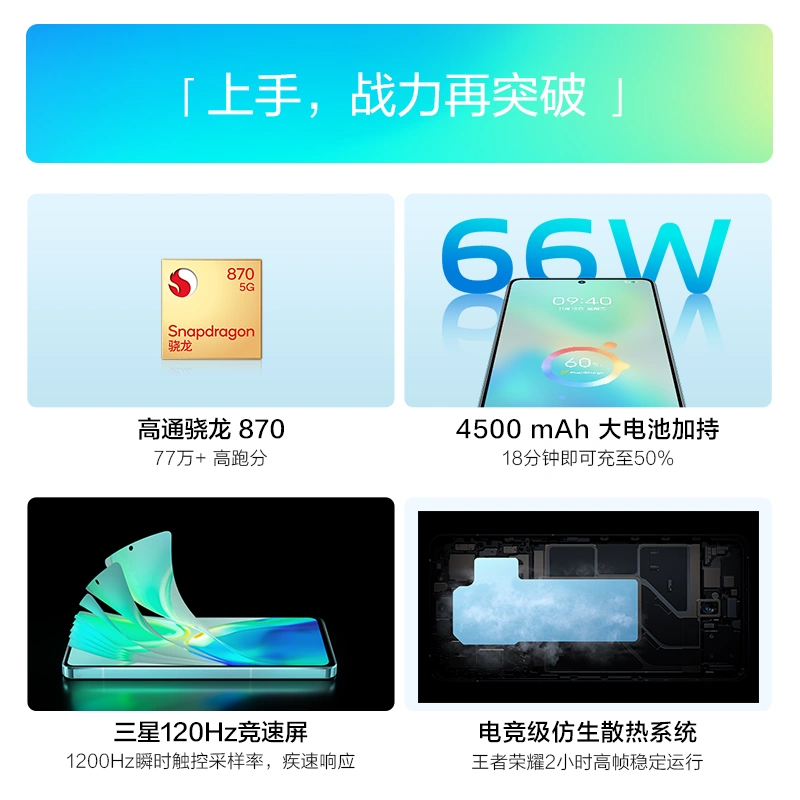 「上手，战力再突破」
870
5G
Snapdragon
骁龙
66W
09:40
60%
高通骁龙 870
77万+ 高跑分
4500 mAh 大电池加持
18分钟即可充至50%
三星120Hz竞速屏
1200Hz瞬时触控采样率，疾速响应
电竞级仿生散热系统
王者荣耀2小时高帧稳定运行